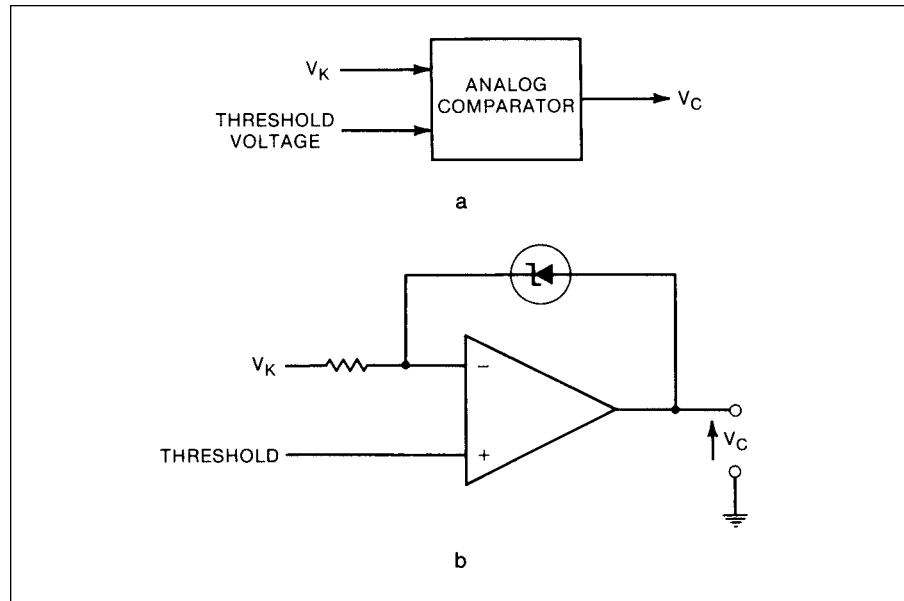 V_K
ANALOG
COMPARATOR
V_C
THRESHOLD
VOLTAGE
a
V_K
−
THRESHOLD
+
V_C
b